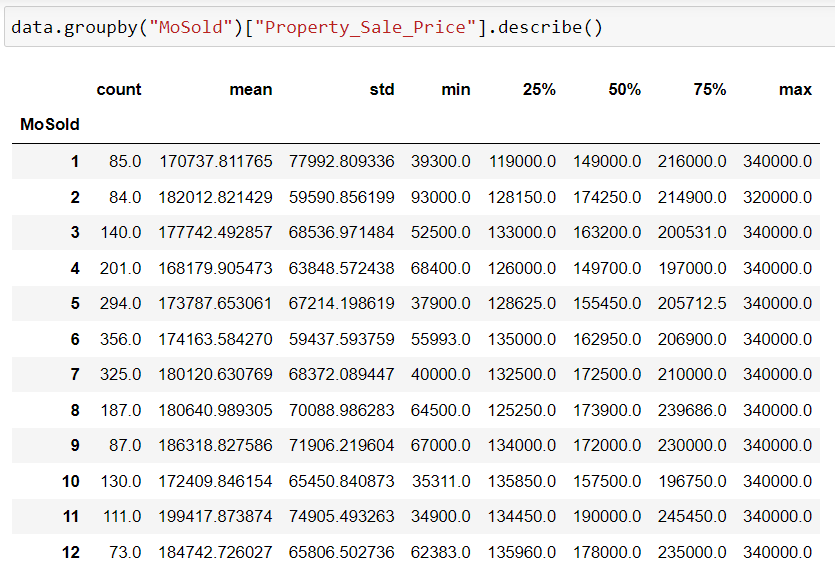 data.groupby("MoSold")["Property_Sale_Price"].describe()
count mean std min 25% 50% 75% max
MoSold
1 85.0 170737.811765 77992.809336 39300.0 119000.0 149000.0 216000.0 340000.0
2 84.0 182012.821429 59590.856199 93000.0 128150.0 174250.0 214900.0 320000.0
3 140.0 177742.492857 68536.971484 52500.0 133000.0 163200.0 200531.0 340000.0
4 201.0 168179.905473 63848.572438 68400.0 126000.0 149700.0 197000.0 340000.0
5 294.0 173787.653061 67214.198619 37900.0 128625.0 155450.0 205712.5 340000.0
6 356.0 174163.584270 59437.593759 55993.0 135000.0 162950.0 206900.0 340000.0
7 325.0 180120.630769 68372.089447 40000.0 132500.0 172500.0 210000.0 340000.0
8 187.0 180640.989305 70088.986283 64500.0 125250.0 173900.0 239686.0 340000.0
9 87.0 186318.827586 71906.219604 67000.0 134000.0 172000.0 230000.0 340000.0
10 130.0 172409.846154 65450.840873 35311.0 135850.0 157500.0 196750.0 340000.0
11 111.0 199417.873874 74905.493263 34900.0 134450.0 190000.0 245450.0 340000.0
12 73.0 184742.726027 65806.502736 62383.0 135960.0 178000.0 235000.0 340000.0